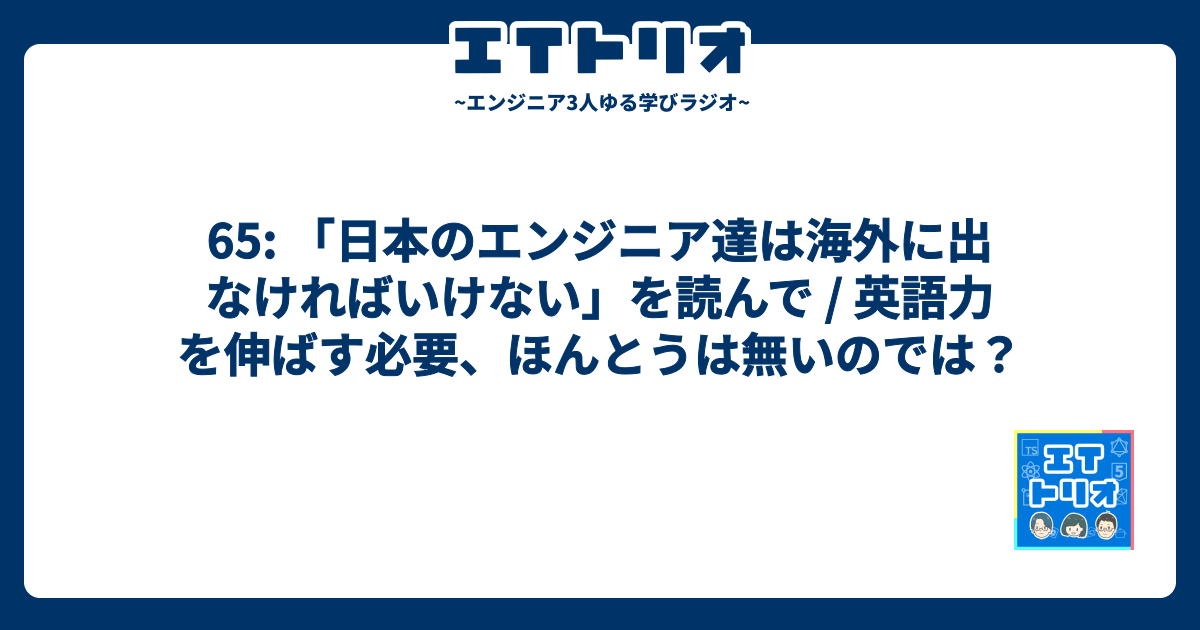 エイトリオ
~エンジニア3人ゆる学びラジオ~
65: 「日本のエンジニア達は海外に出
なければいけない」を読んで / 英語力
を伸ばす必要、ほんとうは無いのでは？
TS
5
エイ
トリオ